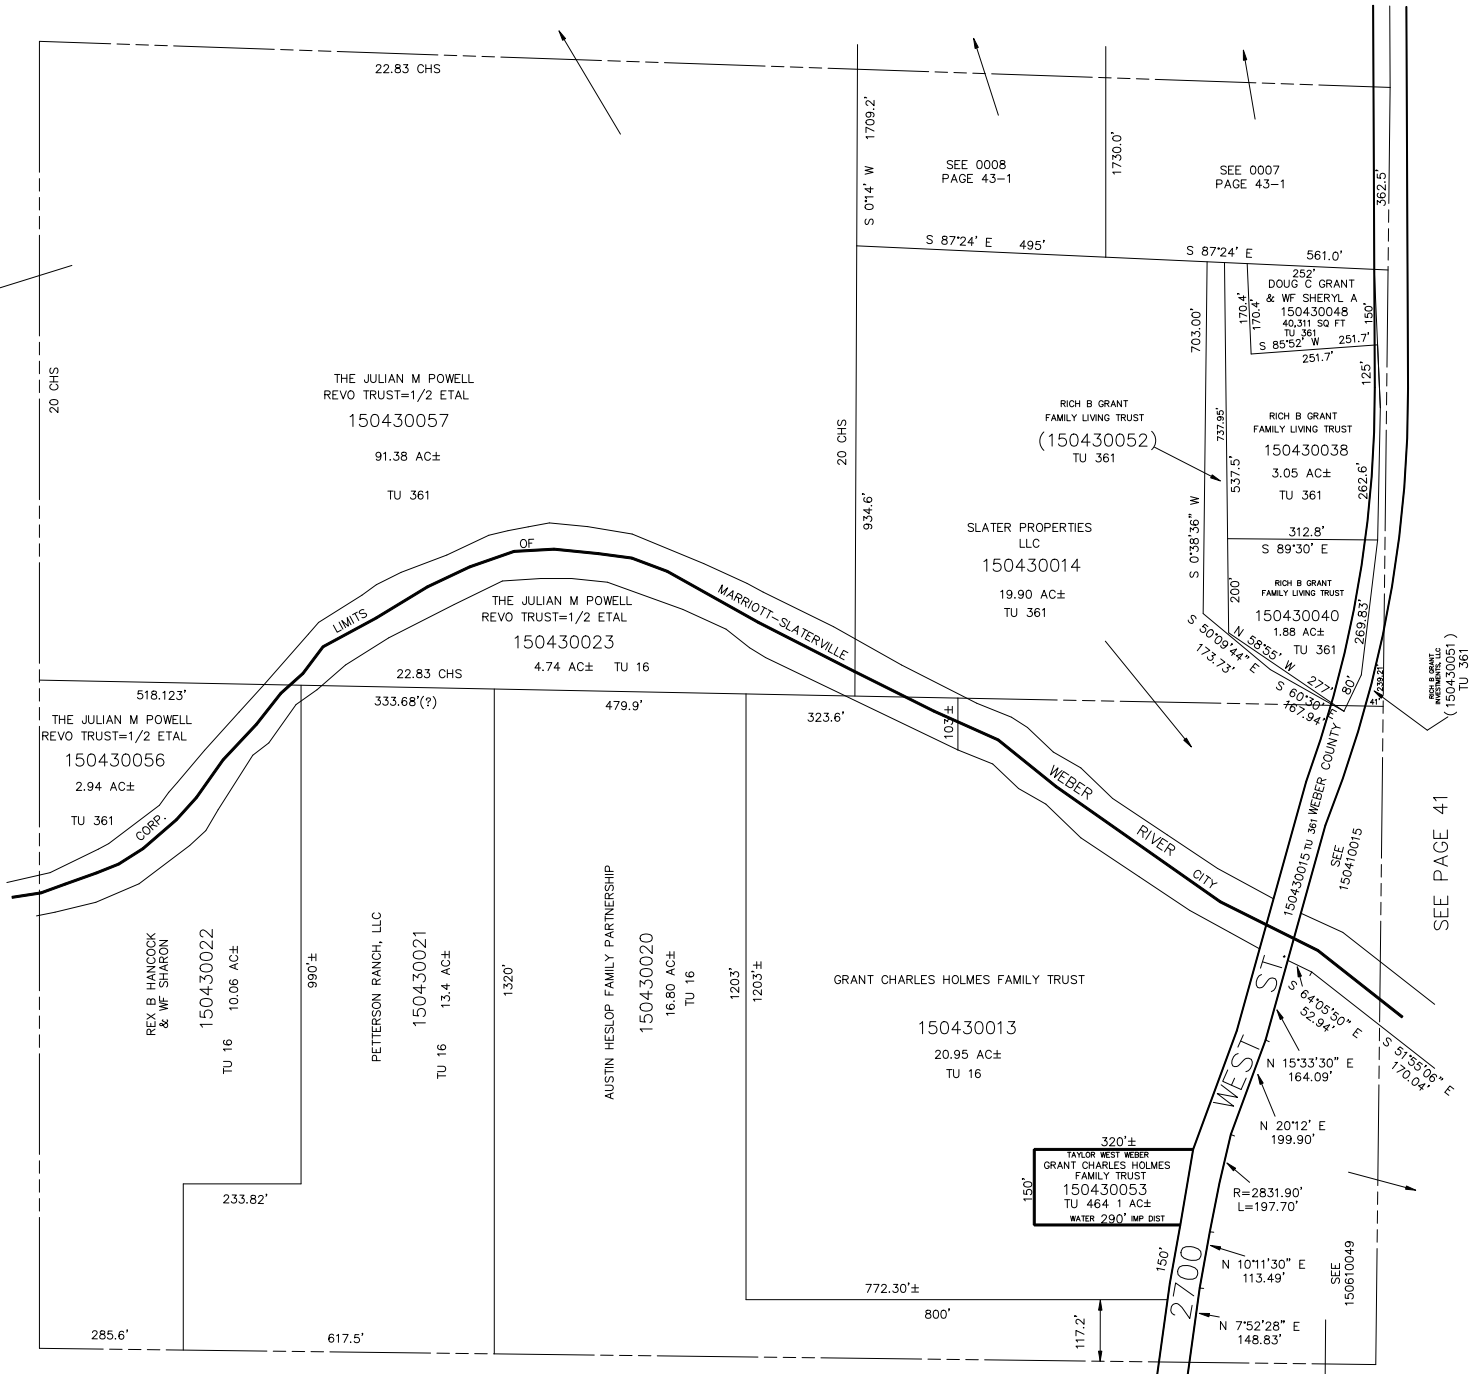 22.83 CHS
S 0°14' W 1709.2'
SEE 0008
PAGE 43-1
1730.0'
SEE 0007
PAGE 43-1
362.5'
S 87°24' E 495'
S 87°24' E 561.0'
20 CHS
THE JULIAN M POWELL
REVO TRUST=1/2 ETAL
150430057
91.38 AC±
TU 361
20 CHS
934.6'
703.00'
S 0°38'36" W
252'
DOUG C GRANT
& WF SHERYL A
150430048
40,311 SQ FT
TU 361
S 85°52' W 251.7'
251.7'
170.4'
170.4'
150'
125'
RICH B GRANT
FAMILY LIVING TRUST
(150430052)
TU 361
737.95'
537.5'
RICH B GRANT
FAMILY LIVING TRUST
150430038
3.05 AC±
TU 361
262.6'
312.8'
S 89°30' E
SLATER PROPERTIES
LLC
150430014
19.90 AC±
TU 361
200'
RICH B GRANT
FAMILY LIVING TRUST
150430040
1.88 AC±
TU 361
269.83'
S 50°09'44" E
173.73'
N 58°55' W
277'
S 60°30' E
167.94'
80'
239.21'
41'
RICH B GRANT
INVESTMENTS, LLC
(150430051)
TU 361
CORP.
LIMITS
OF
MARRIOTT-SLATERVILLE
THE JULIAN M POWELL
REVO TRUST=1/2 ETAL
150430023
4.74 AC± TU 16
22.83 CHS
518.123'
333.68'(?)
479.9'
323.6'
103±
THE JULIAN M POWELL
REVO TRUST=1/2 ETAL
150430056
2.94 AC±
TU 361
WEBER
RIVER
CITY
150430015 TU 361 WEBER COUNTY
SEE
150410015
SEE PAGE 41
REX B HANCOCK
& WF SHARON
150430022
TU 16 10.06 AC±
990'±
PETTERSON RANCH, LLC
150430021
TU 16 13.4 AC±
1320'
AUSTIN HESLOP FAMILY PARTNERSHIP
150430020
16.80 AC±
TU 16
1203'
1203'±
GRANT CHARLES HOLMES FAMILY TRUST
150430013
20.95 AC±
TU 16
2700 WEST ST.
S 64°05'50" E
52.94'
S 51°55'06" E
170.04'
N 15°33'30" E
164.09'
N 20°12' E
199.90'
320'±
TAYLOR WEST WEBER
GRANT CHARLES HOLMES
FAMILY TRUST
150430053
TU 464 1 AC±
WATER 290' IMP DIST
150'
150'
R=2831.90'
L=197.70'
N 10°11'30" E
113.49'
SEE
150610049
233.82'
772.30'±
800'
117.2'
N 7°52'28" E
148.83'
285.6'
617.5'